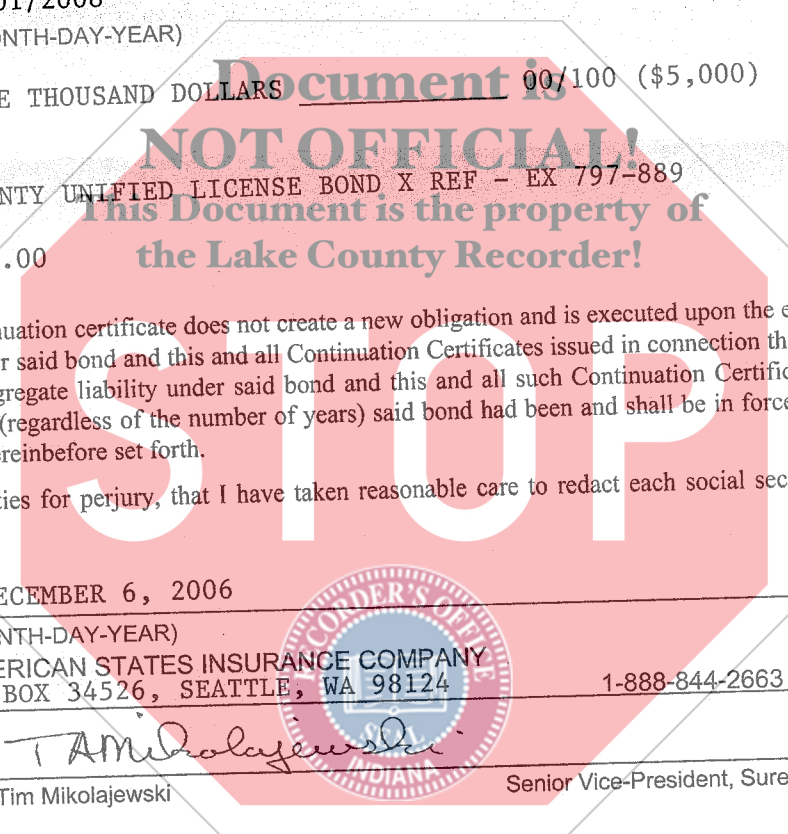 01/2008
ONTH-DAY-YEAR)
Document is
E THOUSAND DOLLARS 00/100 ($5,000)
NOT OFFICIAL!
NTY UNIFIED LICENSE BOND X REF - EX 797-889
This Document is the property of
.00
the Lake County Recorder!
nuation certificate does not create a new obligation and is executed upon the e
r said bond and this and all Continuation Certificates issued in connection th
gregate liability under said bond and this and all such Continuation Certific
(regardless of the number of years) said bond had been and shall be in force
reinbefore set forth.
ties for perjury, that I have taken reasonable care to redact each social sec
STOP
ECEMBER 6, 2006
NTH-DAY-YEAR)
ERICAN STATES INSURANCE COMPANY
BOX 34526, SEATTLE, WA 98124 1-888-844-2663
RECORDER'S OFFICE
SEAL
INDIANA
TAMikolajewski
Tim Mikolajewski Senior Vice-President, Sure